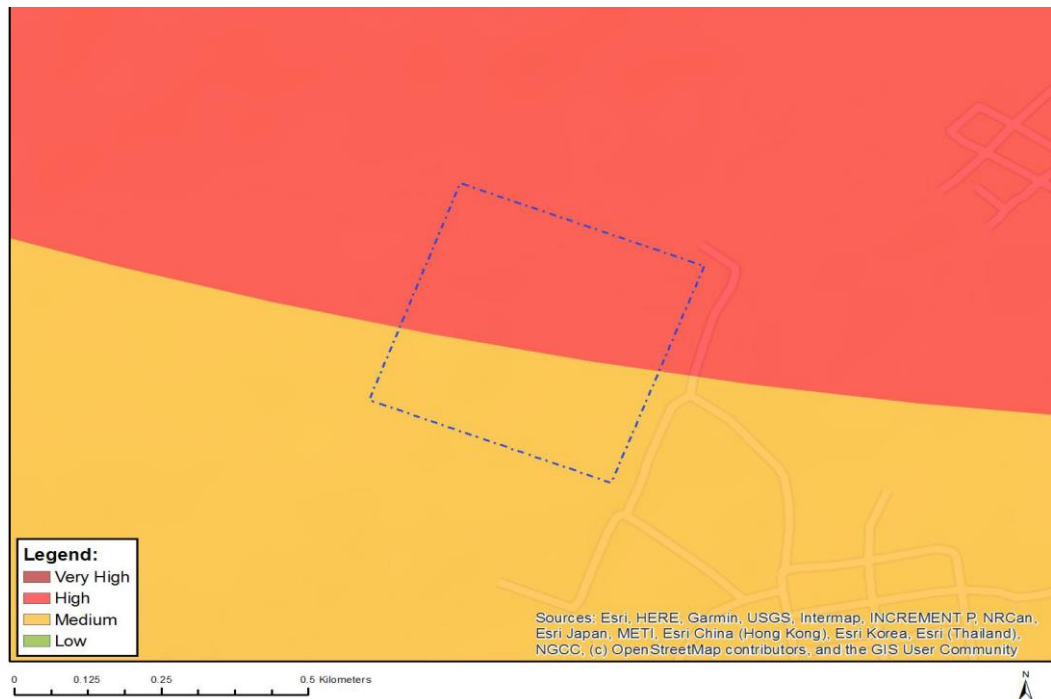 Legend:
Very High
High
Medium
Low
Sources: Esri, HERE, Garmin, USGS, Intermap, INCREMENT P, NRCan,
Esri Japan, METI, Esri China (Hong Kong), Esri Korea, Esri (Thailand),
NGCC, (c) OpenStreetMap contributors, and the GIS User Community
0 0.125 0.25 0.5 Kilometers
N